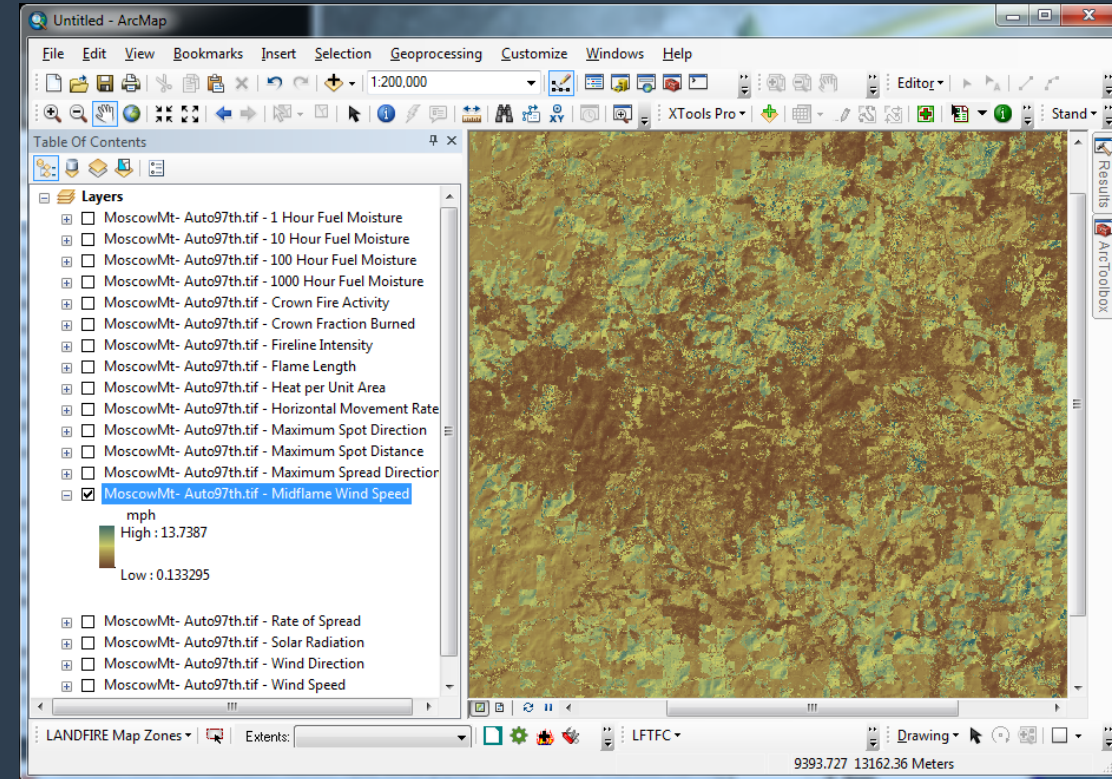 Untitled - ArcMap
File Edit View Bookmarks Insert Selection Geoprocessing Customize Windows Help
1:200,000 Editor
XTools Pro Stand
Table Of Contents
Layers
MoscowMt- Auto97th.tif - 1 Hour Fuel Moisture
MoscowMt- Auto97th.tif - 10 Hour Fuel Moisture
MoscowMt- Auto97th.tif - 100 Hour Fuel Moisture
MoscowMt- Auto97th.tif - 1000 Hour Fuel Moisture
MoscowMt- Auto97th.tif - Crown Fire Activity
MoscowMt- Auto97th.tif - Crown Fraction Burned
MoscowMt- Auto97th.tif - Fireline Intensity
MoscowMt- Auto97th.tif - Flame Length
MoscowMt- Auto97th.tif - Heat per Unit Area
MoscowMt- Auto97th.tif - Horizontal Movement Rate
MoscowMt- Auto97th.tif - Maximum Spot Direction
MoscowMt- Auto97th.tif - Maximum Spot Distance
MoscowMt- Auto97th.tif - Maximum Spread Direction
MoscowMt- Auto97th.tif - Midflame Wind Speed
mph
High : 13.7387
Low : 0.133295
MoscowMt- Auto97th.tif - Rate of Spread
MoscowMt- Auto97th.tif - Solar Radiation
MoscowMt- Auto97th.tif - Wind Direction
MoscowMt- Auto97th.tif - Wind Speed
Results
ArcToolbox
LANDFIRE Map Zones Extents: LFTFC Drawing
9393.727 13162.36 Meters